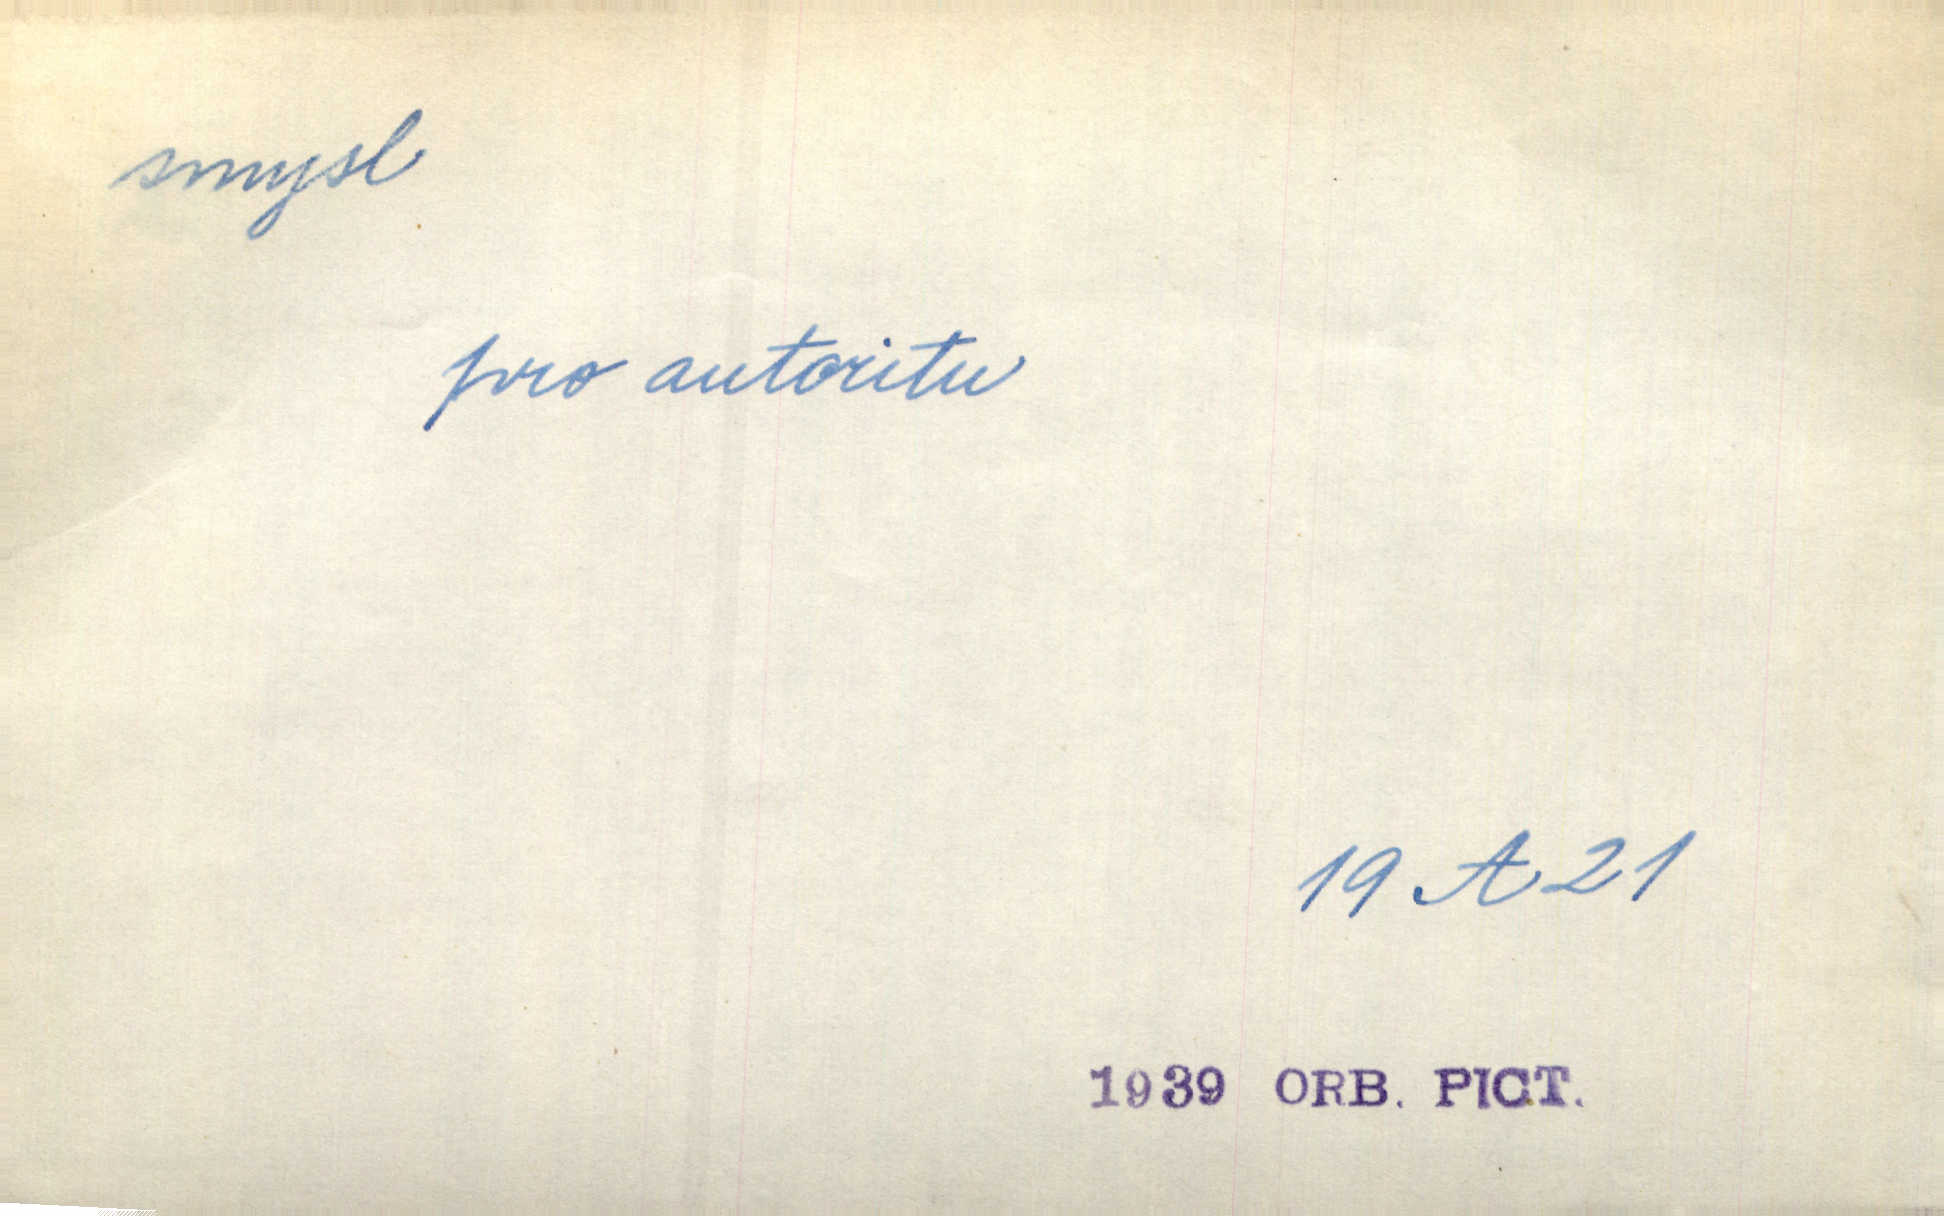 smysl
pro autoritu
19 A 21
1939 ORB. PICT.